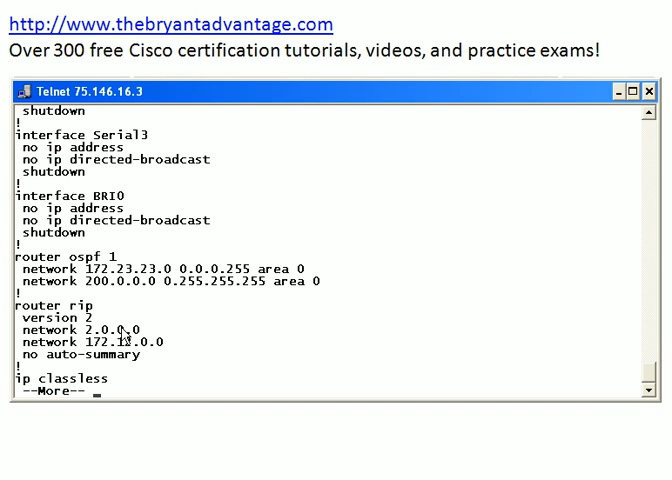 http://www.thebryantadvantage.com
Over 300 free Cisco certification tutorials, videos, and practice exams!
Telnet 75.146.16.3
shutdown
!
interface Serial3
no ip address
no ip directed-broadcast
shutdown
!
interface BRI0
no ip address
no ip directed-broadcast
shutdown
!
router ospf 1
network 172.23.23.0 0.0.0.255 area 0
network 200.0.0.0 0.255.255.255 area 0
!
router rip
version 2
network 2.0.0.0
network
no auto-summary
!
ip classless
--More--